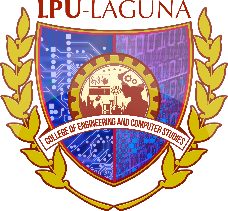 LPU-LAGUNA
COLLEGE OF ENGINEERING AND COMPUTER STUDIES